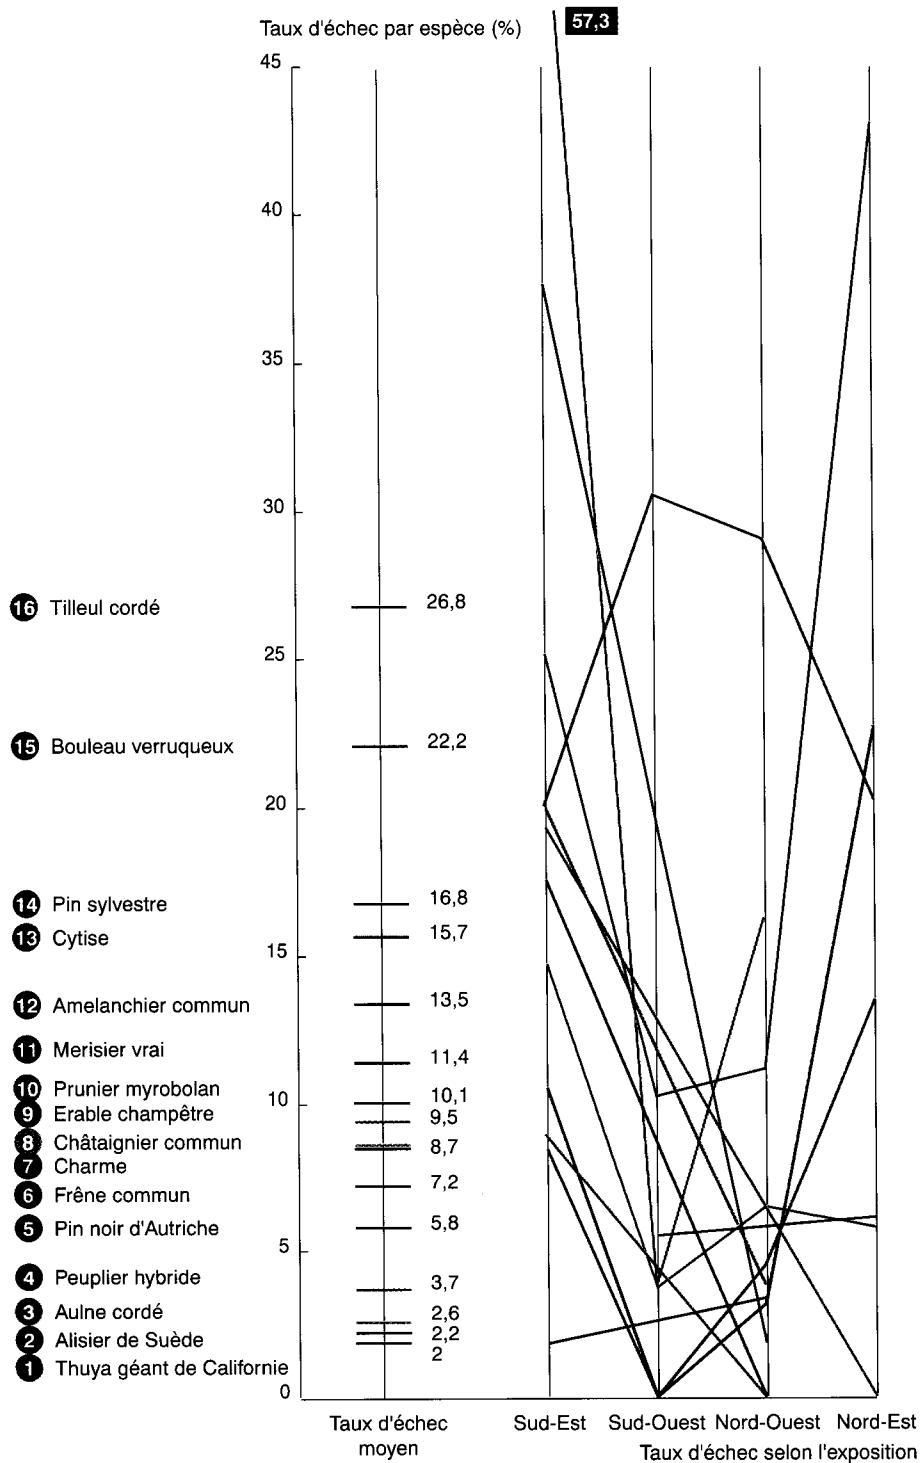 Taux d'échec par espèce (%)
57,3
45
40
35
30
25
20
15
10
5
0
16 Tilleul cordé
26,8
15 Bouleau verruqueux
22,2
14 Pin sylvestre
16,8
13 Cytise
15,7
12 Amelanchier commun
13,5
11 Merisier vrai
11,4
10 Prunier myrobolan
10,1
9 Erable champêtre
9,5
8 Châtaignier commun
8,7
7 Charme
6 Frêne commun
7,2
5 Pin noir d'Autriche
5,8
4 Peuplier hybride
3,7
3 Aulne cordé
2,6
2 Alisier de Suède
2,2
1 Thuya géant de Californie
2
Taux d'échec
moyen
Sud-Est Sud-Ouest Nord-Ouest Nord-Est
Taux d'échec selon l'exposition